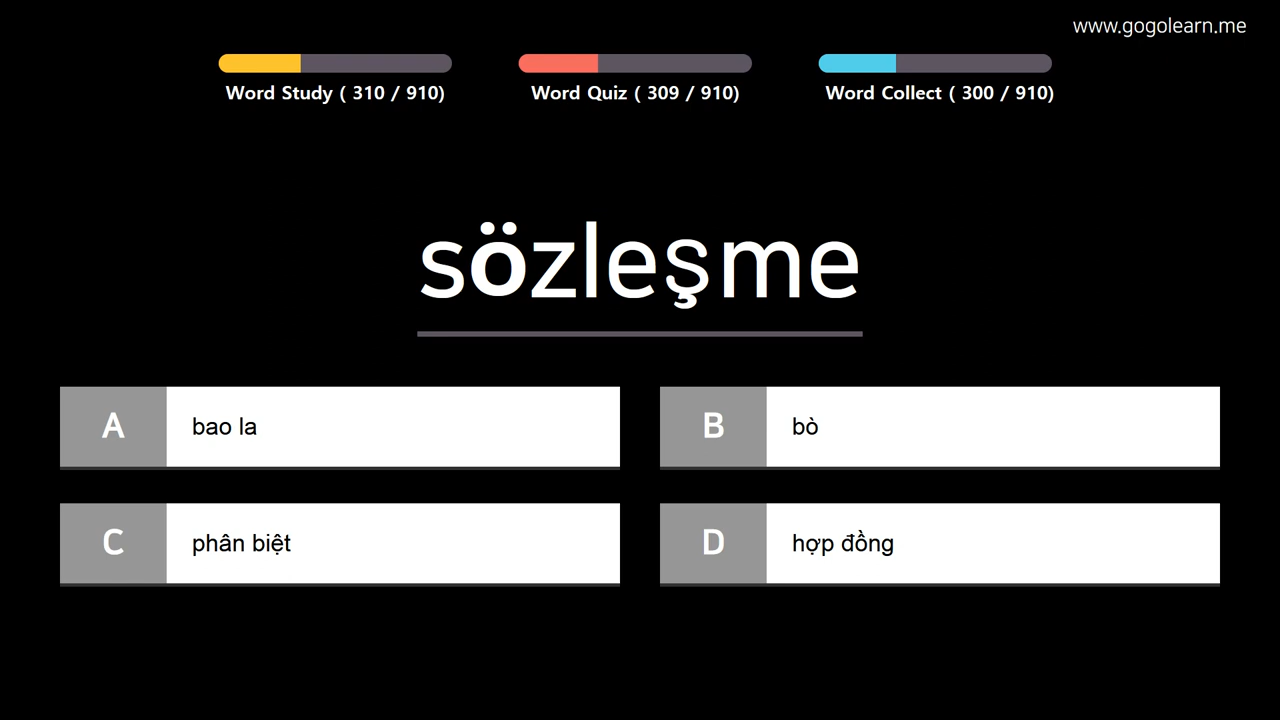 www.gogolearn.me
Word Study ( 310 / 910)
Word Quiz ( 309 / 910)
Word Collect ( 300 / 910)
sözleşme
A
bao la
B
bò
C
phân biệt
D
hợp đồng